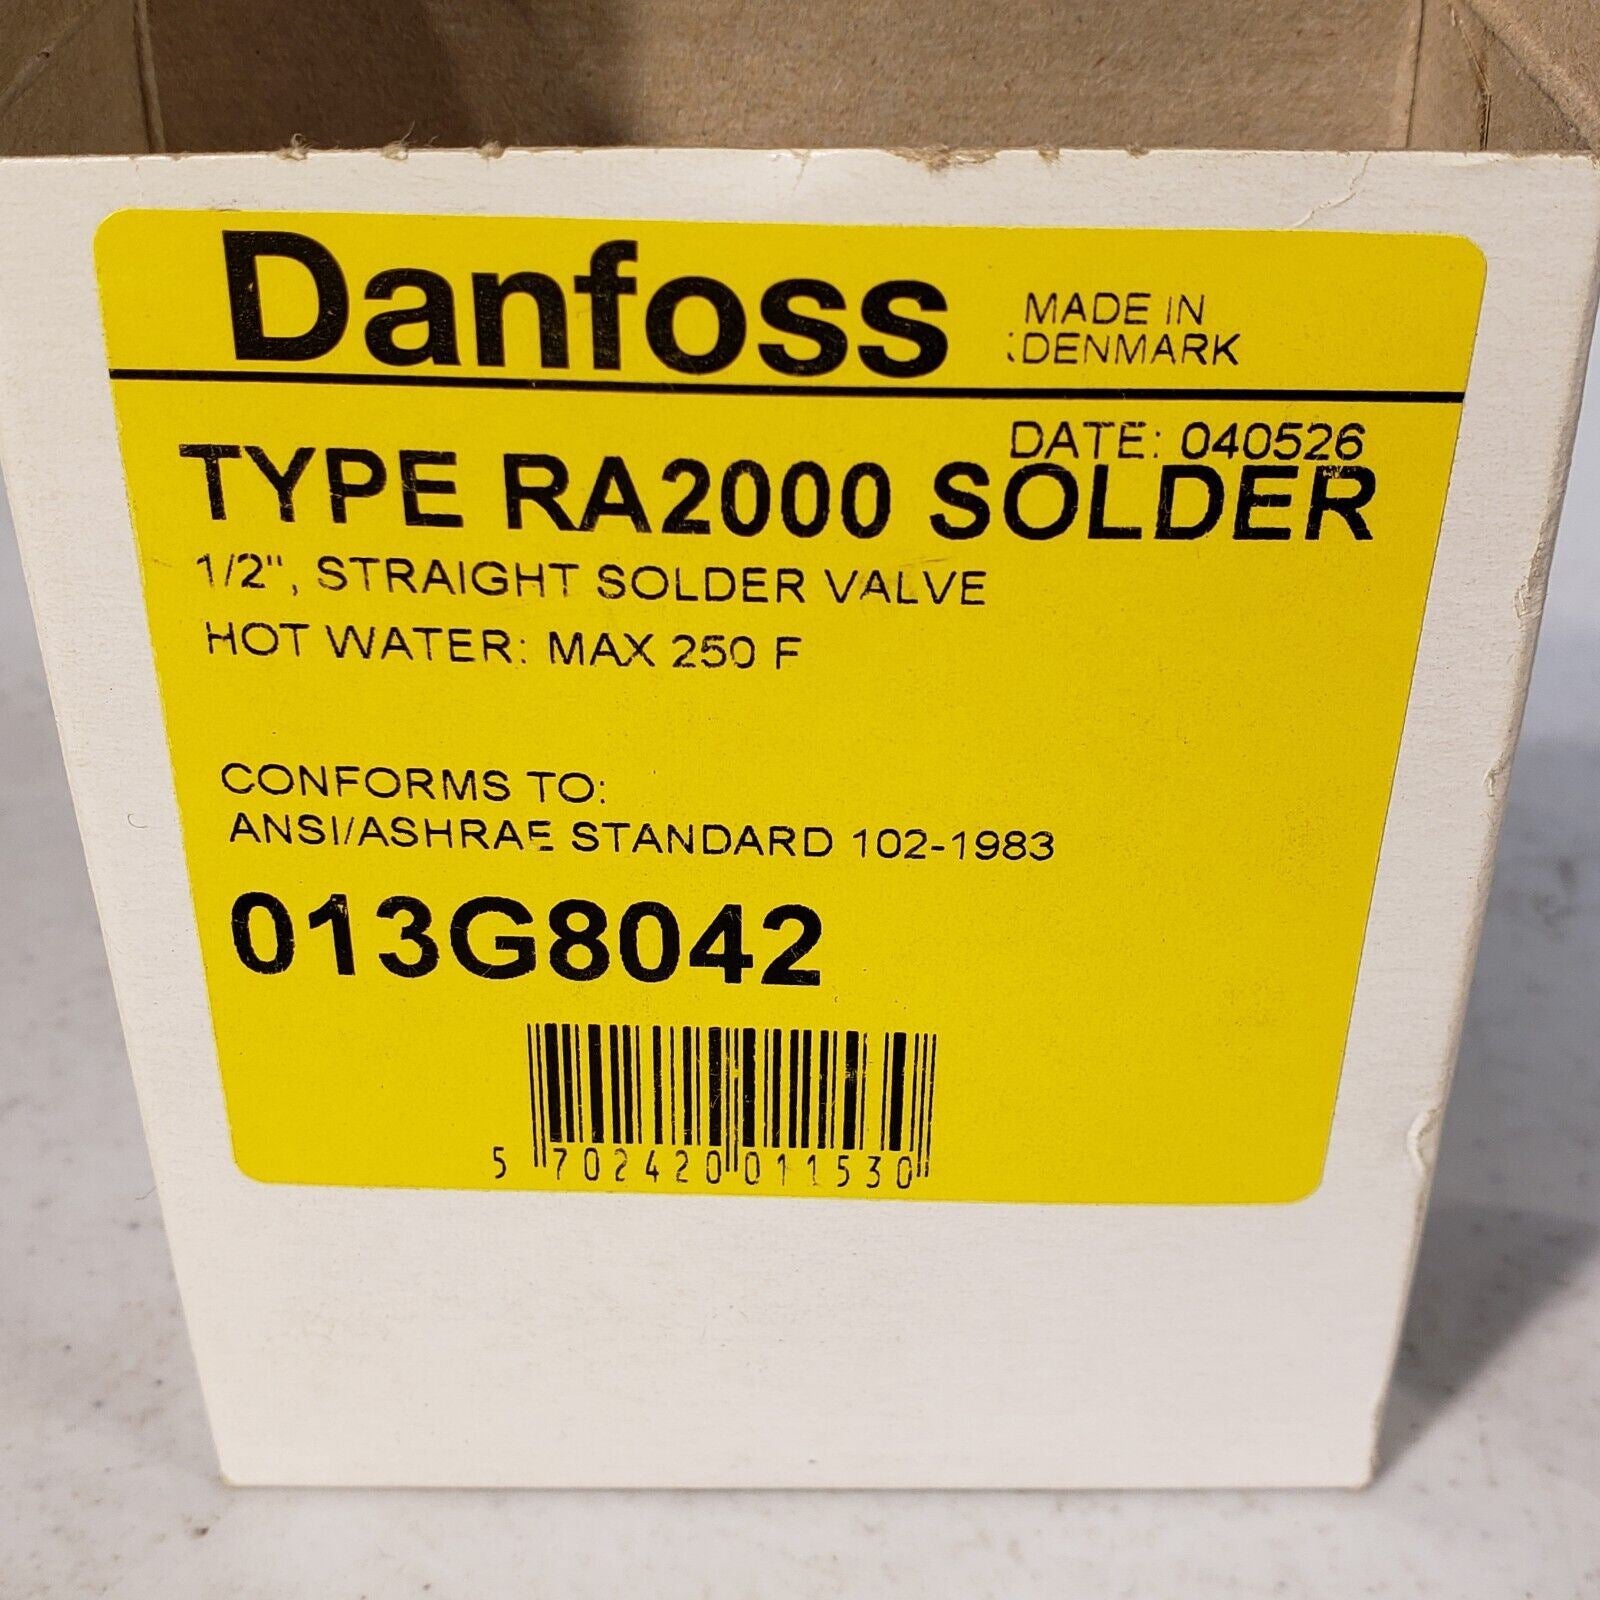 Danfoss
MADE IN
DENMARK
DATE: 040526
TYPE RA2000 SOLDER
1/2", STRAIGHT SOLDER VALVE
HOT WATER: MAX 250 F
CONFORMS TO:
ANSI/ASHRAE STANDARD 102-1983
013G8042
5 702420 011530